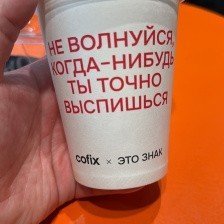 НЕ ВОЛНУЙСЯ,
КОГДА-НИБУДЬ
ТЫ ТОЧНО
ВЫСПИШЬСЯ
cofix × ЭТО ЗНАК